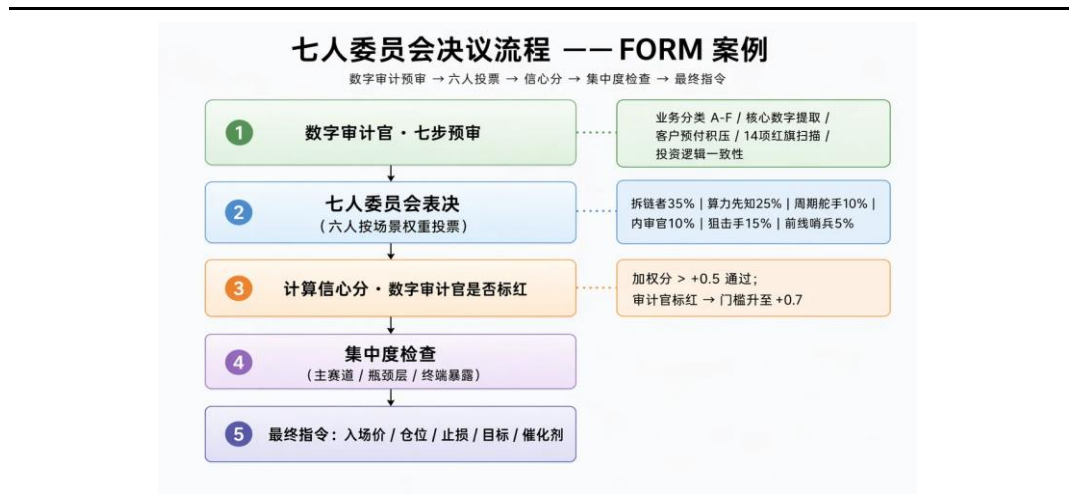 七人委员会决议流程 —— FORM 案例
数字审计预审 → 六人投票 → 信心分 → 集中度检查 → 最终指令
1
数字审计官 · 七步预审
业务分类 A-F / 核心数字提取 /
客户预付积压 / 14项红旗扫描 /
投资逻辑一致性
2
七人委员会表决
(六人按场景权重投票)
拆链者35% | 算力先知25% | 周期舵手10% |
内审官10% | 狙击手15% | 前线哨兵5%
3
计算信心分 · 数字审计官是否标红
加权分 > +0.5 通过;
审计官标红 → 门槛升至 +0.7
4
集中度检查
(主赛道 / 瓶颈层 / 终端暴露)
5
最终指令: 入场价 / 仓位 / 止损 / 目标 / 催化剂